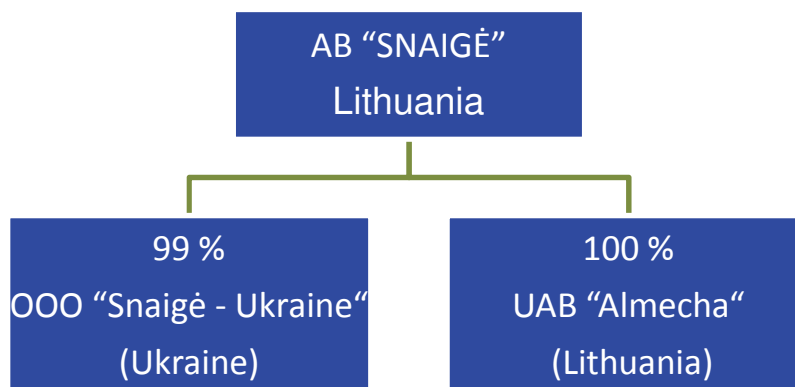 AB “SNAIGĖ”
Lithuania
99 %
OOO “Snaigė - Ukraine“
(Ukraine)
100 %
UAB “Almecha“
(Lithuania)